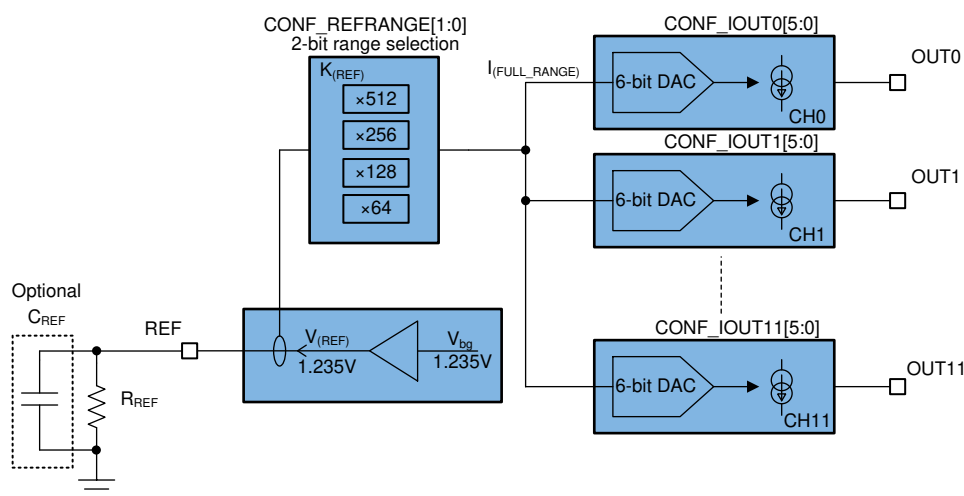 CONF_REFRANGE[1:0]
2-bit range selection
K(REF)
×512
×256
×128
×64
I(FULL_RANGE)
CONF_IOUT0[5:0]
6-bit DAC
CH0
OUT0
CONF_IOUT1[5:0]
6-bit DAC
CH1
OUT1
CONF_IOUT11[5:0]
6-bit DAC
CH11
OUT11
Optional
CREF
REF
RREF
V(REF)
1.235V
Vbg
1.235V